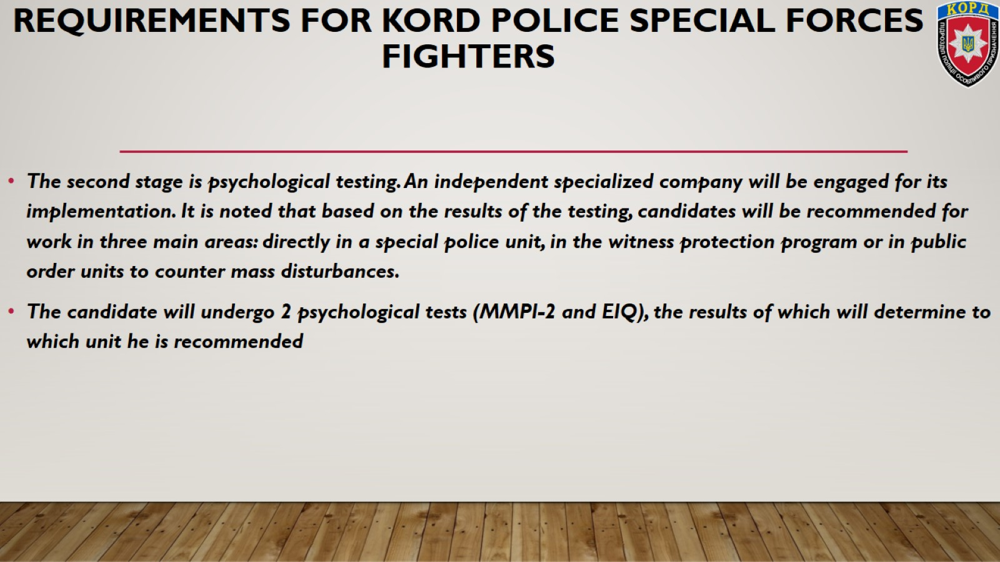 REQUIREMENTS FOR KORD POLICE SPECIAL FORCES
FIGHTERS
КОРД
ПІДРОЗДІЛ ПОЛІЦІЇ ОСОБЛИВОГО ПРИЗНАЧЕННЯ
• The second stage is psychological testing. An independent specialized company will be engaged for its
implementation. It is noted that based on the results of the testing, candidates will be recommended for
work in three main areas: directly in a special police unit, in the witness protection program or in public
order units to counter mass disturbances.
• The candidate will undergo 2 psychological tests (MMPI-2 and EIQ), the results of which will determine to
which unit he is recommended